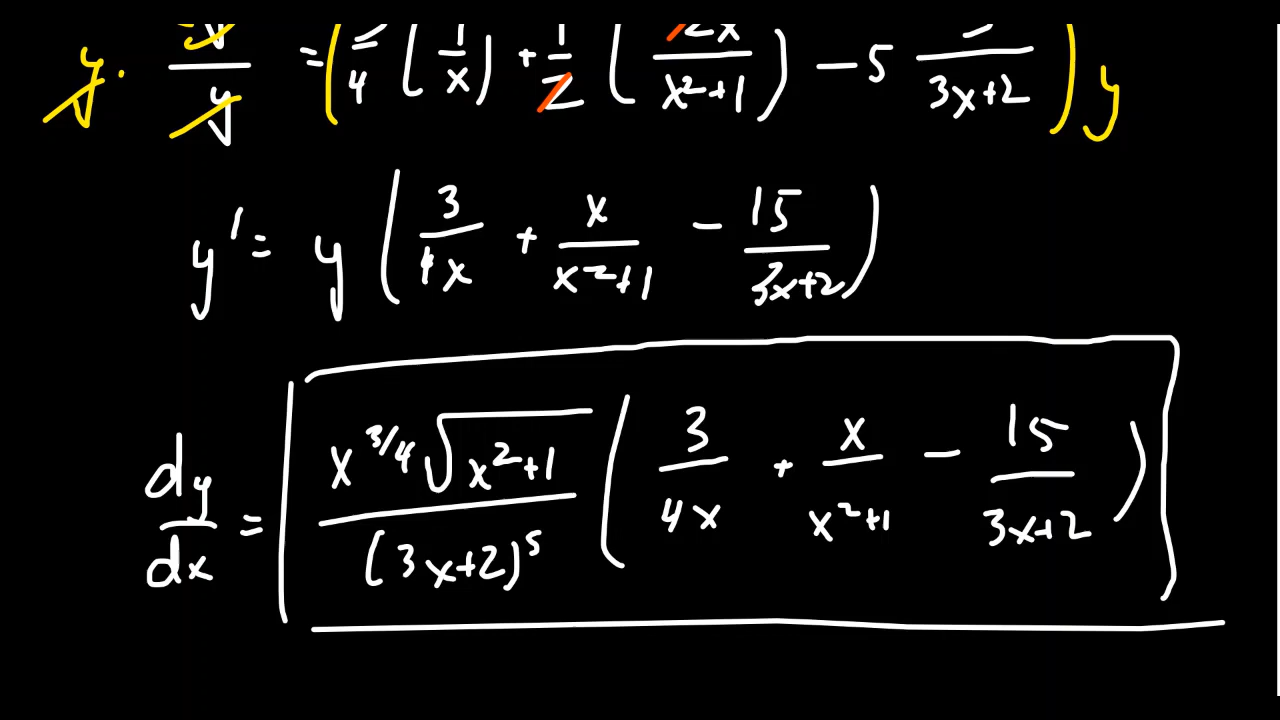 y · y'/y = (3/4 (1/x) + 1/2 (2x/x²+1) − 5 3/3x+2) y
y' = y (3/4x + x/x²+1 − 15/3x+2)
dy/dx = x^3/4 √x²+1/(3x+2)^5 (3/4x + x/x²+1 − 15/3x+2)